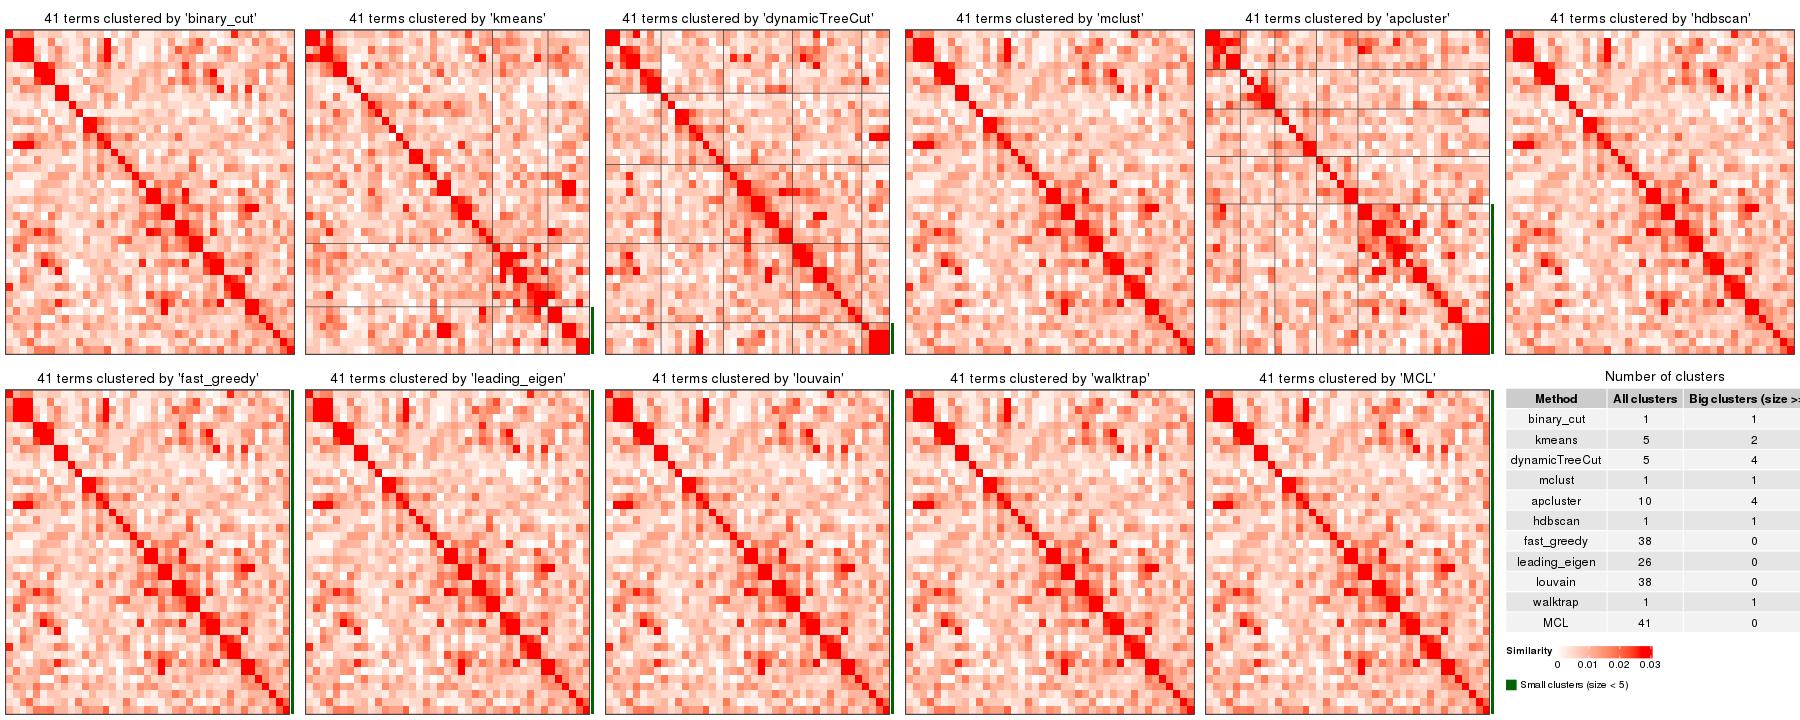 41 terms clustered by 'binary_cut'
41 terms clustered by 'kmeans'
41 terms clustered by 'dynamicTreeCut'
41 terms clustered by 'mclust'
41 terms clustered by 'apcluster'
41 terms clustered by 'hdbscan'
41 terms clustered by 'fast_greedy'
41 terms clustered by 'leading_eigen'
41 terms clustered by 'louvain'
41 terms clustered by 'walktrap'
41 terms clustered by 'MCL'
Number of clusters
Method All clusters Big clusters (size >=
binary_cut 1 1
kmeans 5 2
dynamicTreeCut 5 4
mclust 1 1
apcluster 10 4
hdbscan 1 1
fast_greedy 38 0
leading_eigen 26 0
louvain 38 0
walktrap 1 1
MCL 41 0
Similarity
0 0.01 0.02 0.03
Small clusters (size < 5)